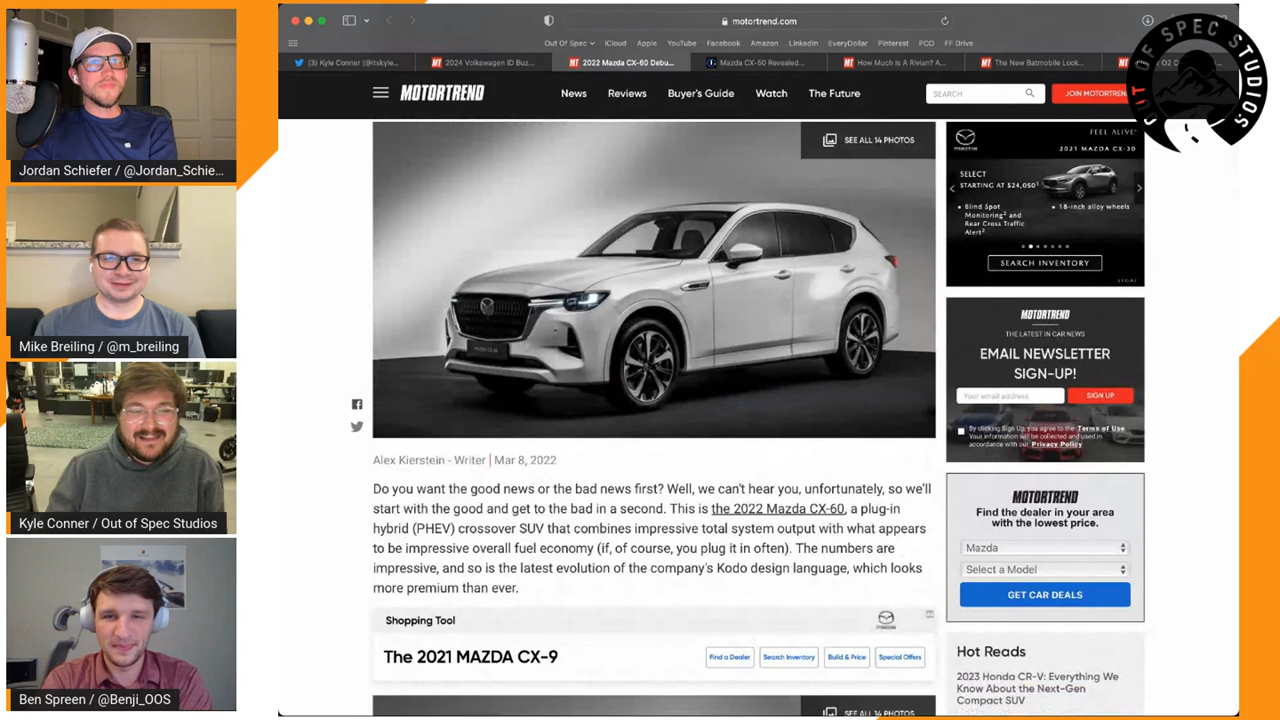 Jordan Schiefer / @Jordan_Schie...
Mike Breiling / @m_breiling
Kyle Conner / Out of Spec Studios
Ben Spreen / @Benji_OOS
motortrend.com
Out Of Spec iCloud Apple YouTube Facebook Amazon LinkedIn EveryDollar Pinterest PCO FF Drive
(3) Kyle Conner (@itskyle... 2024 Volkswagen ID Buz... 2022 Mazda CX-60 Debu... Mazda CX-50 Revealed... How Much Is A Rivian? A... The New Batmobile Look...
OUT OF SPEC STUDIOS
MOTORTREND News Reviews Buyer's Guide Watch The Future SEARCH JOIN MOTORTREN
SEE ALL 14 PHOTOS
MAZDA CX-60
Alex Kierstein - Writer | Mar 8, 2022
Do you want the good news or the bad news first? Well, we can't hear you, unfortunately, so we'll
start with the good and get to the bad in a second. This is the 2022 Mazda CX-60, a plug-in
hybrid (PHEV) crossover SUV that combines impressive total system output with what appears
to be impressive overall fuel economy (if, of course, you plug it in often). The numbers are
impressive, and so is the latest evolution of the company's Kodo design language, which looks
more premium than ever.
Shopping Tool
The 2021 MAZDA CX-9 Find a Dealer Search Inventory Build & Price Special Offers
SEE ALL 14 PHOTOS
FEEL ALIVE
2021 MAZDA CX-30
SELECT
STARTING AT $24,050¹
• Blind Spot
Monitoring² and
Rear Cross Traffic
Alert²
• 18-inch alloy wheels
SEARCH INVENTORY
MOTORTREND
THE LATEST IN CAR NEWS
EMAIL NEWSLETTER
SIGN-UP!
Your email address SIGN UP
By clicking Sign Up you agree to the Terms of Use.
Your information will be collected and used in
accordance with our Privacy Policy
MOTORTREND
Find the dealer in your area
with the lowest price.
Mazda
Select a Model
GET CAR DEALS
Hot Reads
2023 Honda CR-V: Everything We
Know About the Next-Gen
Compact SUV